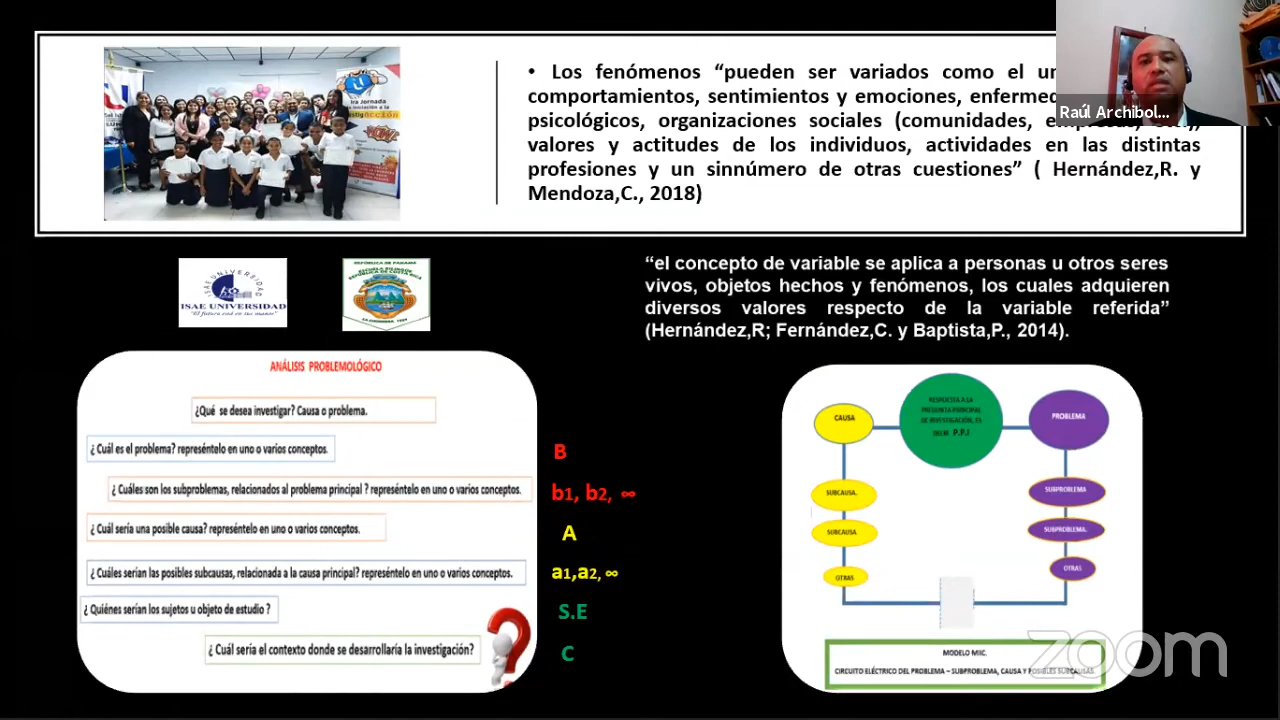 • Los fenómenos “pueden ser variados como el
comportamientos, sentimientos y emociones,
psicológicos, organizaciones sociales (comunidades,
valores y actitudes de los individuos, actividades en las distintas
profesiones y un sinnúmero de otras cuestiones” ( Hernández,R. y
Mendoza,C., 2018)
Raúl Archibol...
Ira Jornada
ISAE UNIVERSIDAD
ISAE UNIVERSIDAD
REPÚBLICA DE PANAMÁ
“el concepto de variable se aplica a personas u otros seres
vivos, objetos hechos y fenómenos, los cuales adquieren
diversos valores respecto de la variable referida”
(Hernández,R; Fernández,C. y Baptista,P., 2014).
ANÁLISIS PROBLEMOLÓGICO
¿Qué se desea investigar? Causa o problema.
¿ Cuál es el problema? represéntelo en uno o varios conceptos.
¿ Cuáles son los subproblemas, relacionados al problema principal ? represéntelo en uno o varios conceptos.
¿ Cuál sería una posible causa? represéntelo en uno o varios conceptos.
¿ Cuáles serían las posibles subcausas, relacionada a la causa principal? represéntelo en uno o varios conceptos.
¿ Quiénes serían los sujetos u objeto de estudio ?
¿ Cuál sería el contexto donde se desarrollaría la investigación?
B
b1, b2, ∞
A
a1,a2, ∞
S.E
C
CAUSA
RESPUESTA A LA
PREGUNTA PRINCIPAL
DE INVESTIGACIÓN, ES
DECIR P.P.I
PROBLEMA
SUBCAUSA.
SUBCAUSA
OTRAS
SUBPROBLEMA
SUBPROBLEMA.
OTROS
MODELO MIIC.
CIRCUITO ELÉCTRICO DEL PROBLEMA – SUBPROBLEMA, CAUSA Y POSIBLES SUBCAUSAS.
zoom